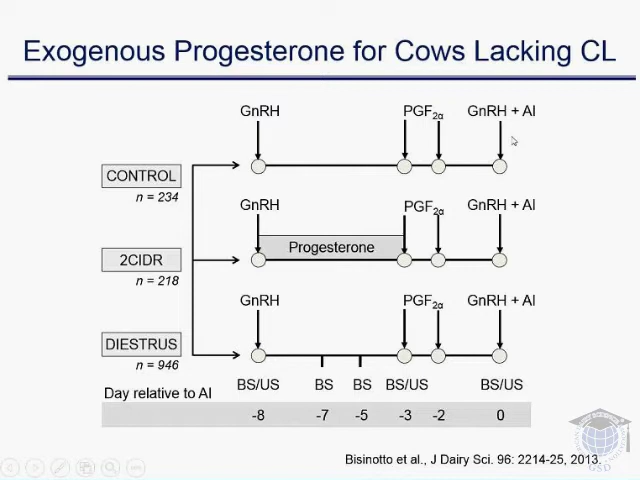 Exogenous Progesterone for Cows Lacking CL
GnRH PGF2α GnRH + AI
CONTROL
n = 234
GnRH PGF2α GnRH + AI
Progesterone
2CIDR
n = 218
GnRH PGF2α GnRH + AI
DIESTRUS
n = 946
BS/US BS BS BS/US BS/US
Day relative to AI
-8 -7 -5 -3 -2 0
Bisinotto et al., J Dairy Sci. 96: 2214-25, 2013.
GSD